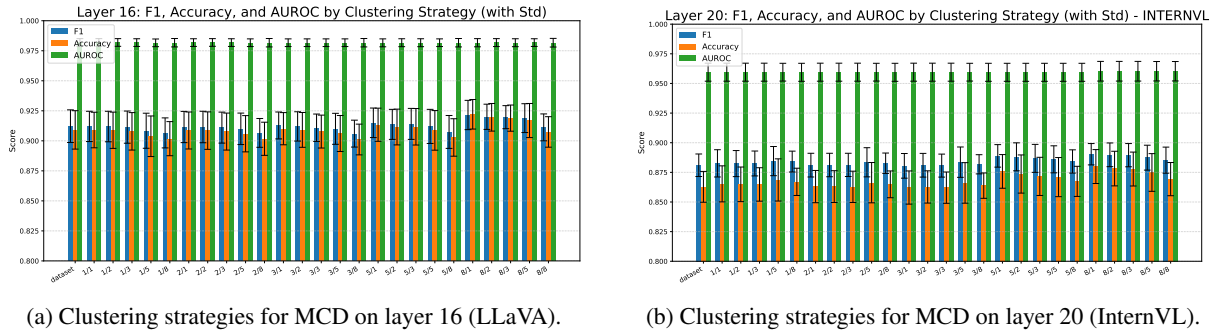 Layer 16: F1, Accuracy, and AUROC by Clustering Strategy (with Std)
1.000
0.975
0.950
0.925
0.900
0.875
0.850
0.825
0.800
Score
F1
Accuracy
AUROC
dataset 1/1 1/2 1/3 1/5 1/8 2/1 2/2 2/3 2/5 2/8 3/1 3/2 3/3 3/5 3/8 5/1 5/2 5/3 5/5 5/8 8/1 8/2 8/3 8/5 8/8
(a) Clustering strategies for MCD on layer 16 (LLaVA).
Layer 20: F1, Accuracy, and AUROC by Clustering Strategy (with Std) - INTERNVL
1.000
0.975
0.950
0.925
0.900
0.875
0.850
0.825
0.800
Score
F1
Accuracy
AUROC
dataset 1/1 1/2 1/3 1/5 1/8 2/1 2/2 2/3 2/5 2/8 3/1 3/2 3/3 3/5 3/8 5/1 5/2 5/3 5/5 5/8 8/1 8/2 8/3 8/5 8/8
(b) Clustering strategies for MCD on layer 20 (InternVL).